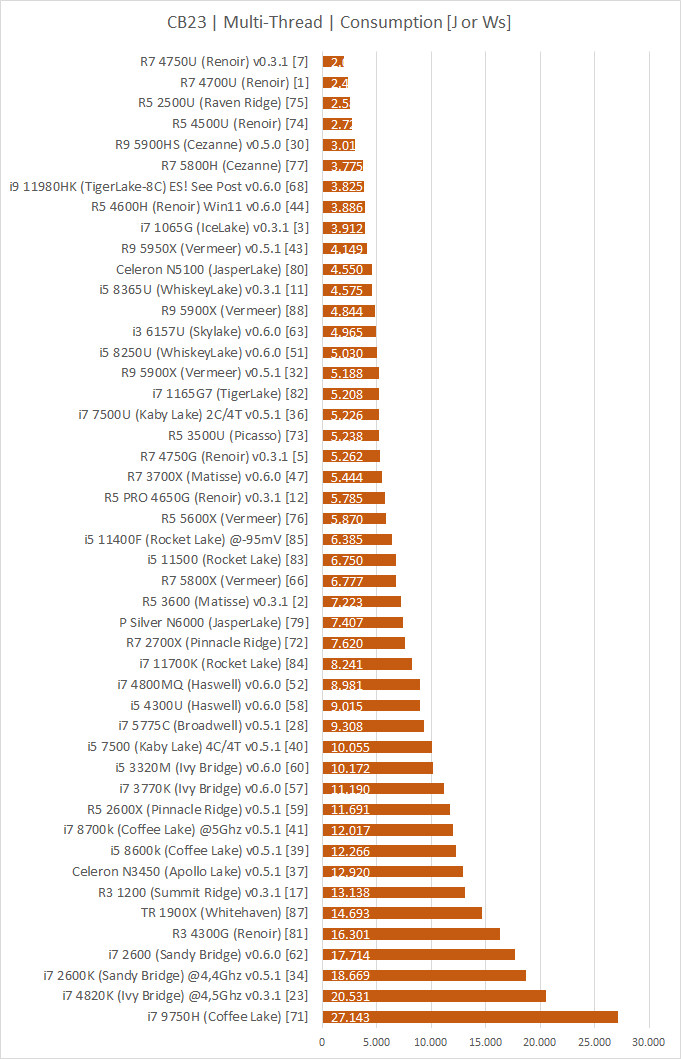 CB23 | Multi-Thread | Consumption [J or Ws]
R7 4750U (Renoir) v0.3.1 [7]
R7 4700U (Renoir) [1]
R5 2500U (Raven Ridge) [75]
R5 4500U (Renoir) [74]
R9 5900HS (Cezanne) v0.5.0 [30] 3.01
R7 5800H (Cezanne) [77] 3.775
i9 11980HK (TigerLake-8C) ES! See Post v0.6.0 [68] 3.825
R5 4600H (Renoir) Win11 v0.6.0 [44] 3.886
i7 1065G (IceLake) v0.3.1 [3] 3.912
R9 5950X (Vermeer) v0.5.1 [43] 4.149
Celeron N5100 (JasperLake) [80] 4.550
i5 8365U (WhiskeyLake) v0.3.1 [11] 4.575
R9 5900X (Vermeer) [88] 4.844
i3 6157U (Skylake) v0.6.0 [63] 4.965
i5 8250U (WhiskeyLake) v0.6.0 [51] 5.030
R9 5900X (Vermeer) v0.5.1 [32] 5.188
i7 1165G7 (TigerLake) [82] 5.208
i7 7500U (Kaby Lake) 2C/4T v0.5.1 [36] 5.226
R5 3500U (Picasso) [73] 5.238
R7 4750G (Renoir) v0.3.1 [5] 5.262
R7 3700X (Matisse) v0.6.0 [47] 5.444
R5 PRO 4650G (Renoir) v0.3.1 [12] 5.785
R5 5600X (Vermeer) [76] 5.870
i5 11400F (Rocket Lake) @-95mV [85] 6.385
i5 11500 (Rocket Lake) [83] 6.750
R7 5800X (Vermeer) [66] 6.777
R5 3600 (Matisse) v0.3.1 [2] 7.223
P Silver N6000 (JasperLake) [79] 7.407
R7 2700X (Pinnacle Ridge) [72] 7.620
i7 11700K (Rocket Lake) [84] 8.241
i7 4800MQ (Haswell) v0.6.0 [52] 8.981
i5 4300U (Haswell) v0.6.0 [58] 9.015
i7 5775C (Broadwell) v0.5.1 [28] 9.308
i5 7500 (Kaby Lake) 4C/4T v0.5.1 [40] 10.055
i5 3320M (Ivy Bridge) v0.6.0 [60] 10.172
i7 3770K (Ivy Bridge) v0.6.0 [57] 11.190
R5 2600X (Pinnacle Ridge) v0.5.1 [59] 11.691
i7 8700k (Coffee Lake) @5Ghz v0.5.1 [41] 12.017
i5 8600k (Coffee Lake) v0.5.1 [39] 12.266
Celeron N3450 (Apollo Lake) v0.5.1 [37] 12.920
R3 1200 (Summit Ridge) v0.3.1 [17] 13.138
TR 1900X (Whitehaven) [87] 14.693
R3 4300G (Renoir) [81] 16.301
i7 2600 (Sandy Bridge) v0.6.0 [62] 17.714
i7 2600K (Sandy Bridge) @4,4Ghz v0.5.1 [34] 18.669
i7 4820K (Ivy Bridge) @4,5Ghz v0.3.1 [23] 20.531
i7 9750H (Coffee Lake) [71] 27.143
0 5.000 10.000 15.000 20.000 25.000 30.000